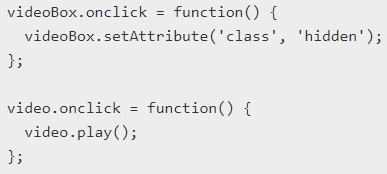 videoBox.onclick = function() {
  videoBox.setAttribute('class', 'hidden');
};

video.onclick = function() {
  video.play();
};